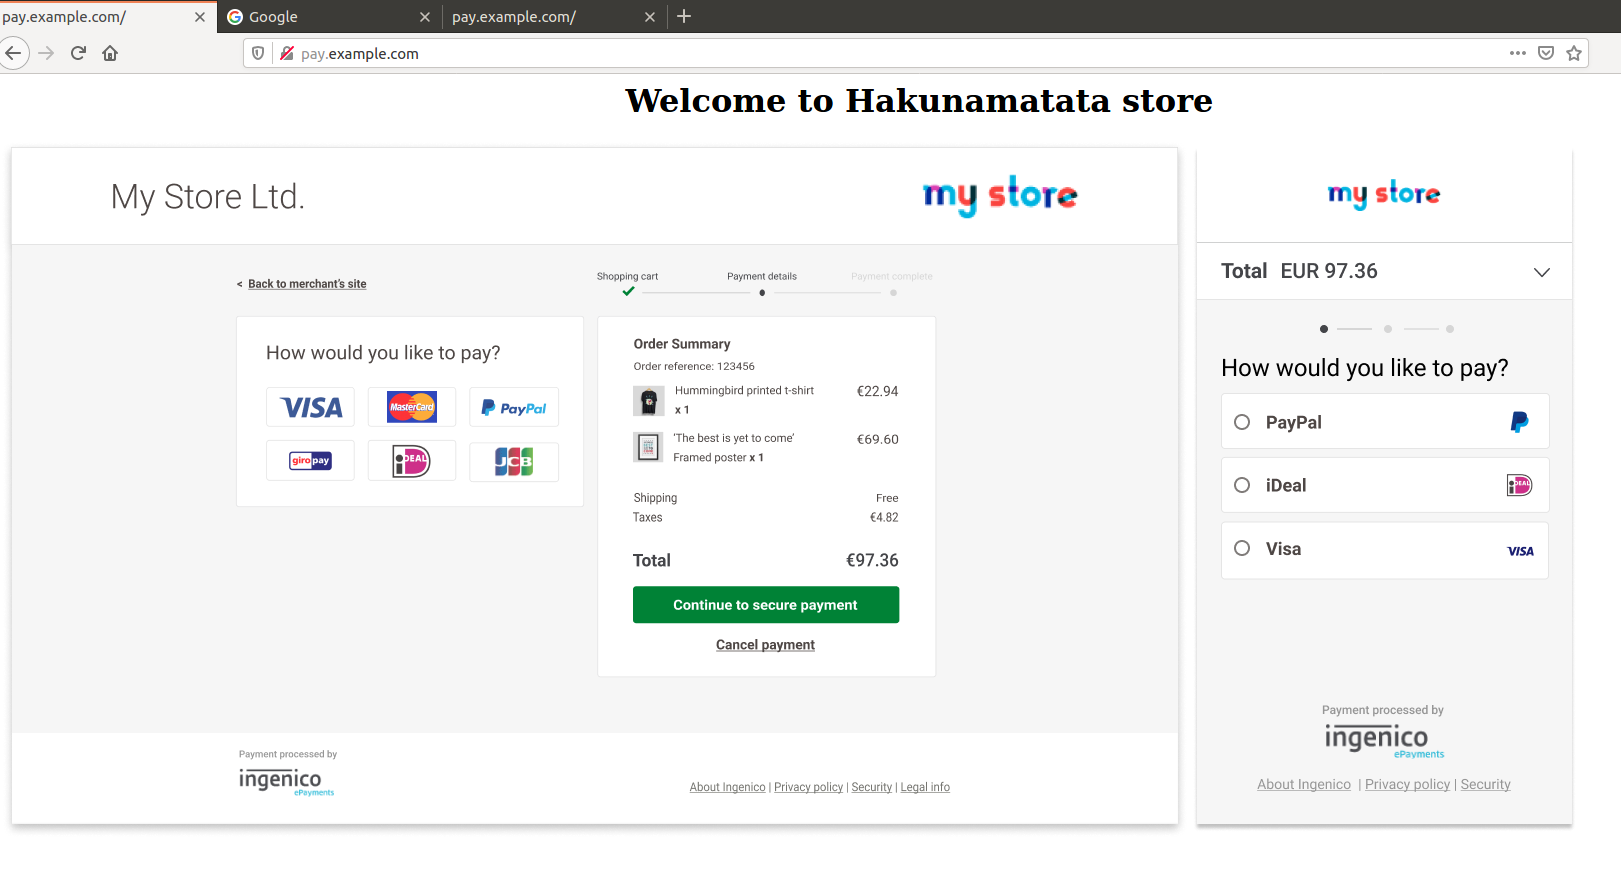 pay.example.com/
Google
pay.example.com/
pay.example.com
Welcome to Hakunamatata store
My Store Ltd.
my store
< Back to merchant's site
Shopping cart
Payment details
Payment complete
How would you like to pay?
VISA
MasterCard
PayPal
giropay
iDEAL
JCB
Order Summary
Order reference: 123456
Hummingbird printed t-shirt
x 1
€22.94
'The best is yet to come'
Framed poster x 1
€69.60
Shipping Free
Taxes €4.82
Total €97.36
Continue to secure payment
Cancel payment
Payment processed by
ingenico
ePayments
About Ingenico | Privacy policy | Security | Legal info
my store
Total EUR 97.36
How would you like to pay?
PayPal
iDeal
iDEAL
Visa
VISA
Payment processed by
ingenico
ePayments
About Ingenico | Privacy policy | Security